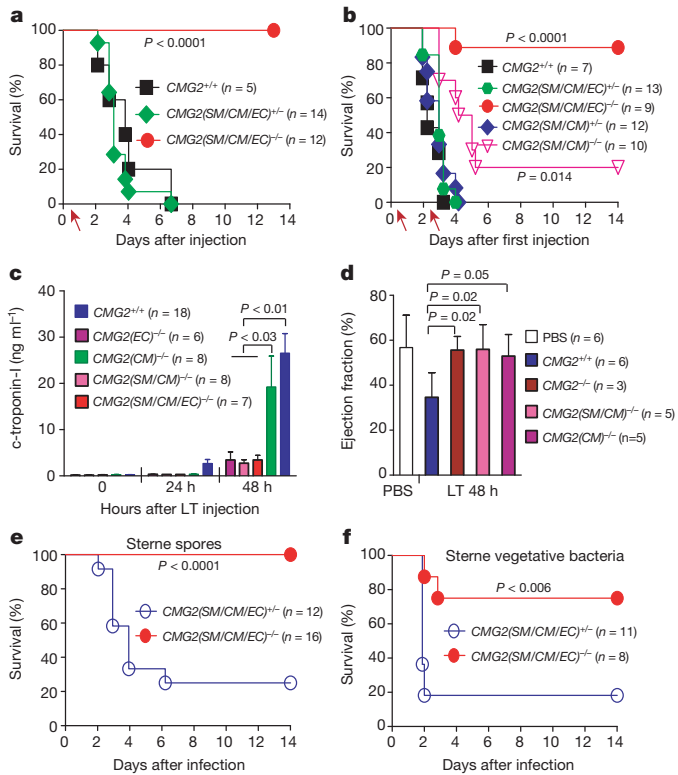 a
Survival (%)
100
80
60
40
20
0
P < 0.0001
CMG2+/+ (n = 5)
CMG2(SM/CM/EC)+/– (n = 14)
CMG2(SM/CM/EC)–/– (n = 12)
0 2 4 6 8 10 12 14
Days after injection
b
Survival (%)
100
80
60
40
20
0
P < 0.0001
CMG2+/+ (n = 7)
CMG2(SM/CM/EC)+/– (n = 13)
CMG2(SM/CM/EC)–/– (n = 9)
CMG2(SM/CM)+/– (n = 12)
CMG2(SM/CM)–/– (n = 10)
P = 0.014
0 2 4 6 8 10 12 14
Days after first injection
c
c-troponin-I (ng ml–1)
40
30
20
10
0
CMG2+/+ (n = 18)
CMG2(EC)–/– (n = 6)
CMG2(CM)–/– (n = 8)
CMG2(SM/CM)–/– (n = 8)
CMG2(SM/CM/EC)–/– (n = 7)
P < 0.01
P < 0.03
0 24 h 48 h
Hours after LT injection
d
Ejection fraction (%)
80
60
40
20
0
P = 0.05
P = 0.02
P = 0.02
PBS (n = 6)
CMG2+/+ (n = 6)
CMG2–/– (n = 3)
CMG2(SM/CM)–/– (n = 5)
CMG2(CM)–/– (n=5)
PBS LT 48 h
e
Sterne spores
Survival (%)
100
80
60
40
20
0
P < 0.0001
CMG2(SM/CM/EC)+/– (n = 12)
CMG2(SM/CM/EC)–/– (n = 16)
0 2 4 6 8 10 12 14
Days after infection
f
Sterne vegetative bacteria
Survival (%)
100
80
60
40
20
0
P < 0.006
CMG2(SM/CM/EC)+/– (n = 11)
CMG2(SM/CM/EC)–/– (n = 8)
0 2 4 6 8 10 12 14
Days after infection